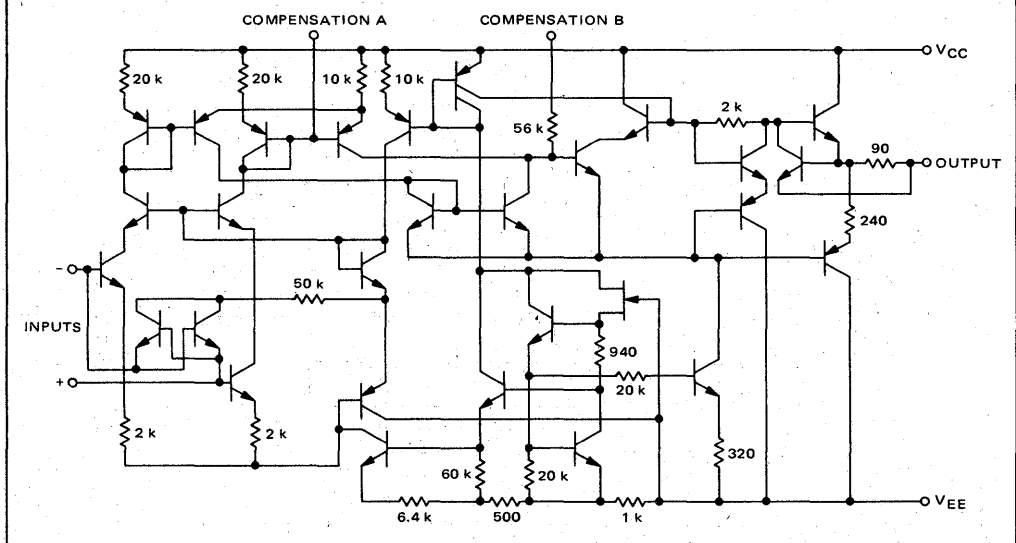 COMPENSATION A COMPENSATION B
VCC
20 k 20 k 10 k 10 k
2 k
56 k
90
OUTPUT
240
−
50 k
INPUTS
940
+
20 k
2 k 2 k
320
60 k 20 k
VEE
6.4 k 500 1 k